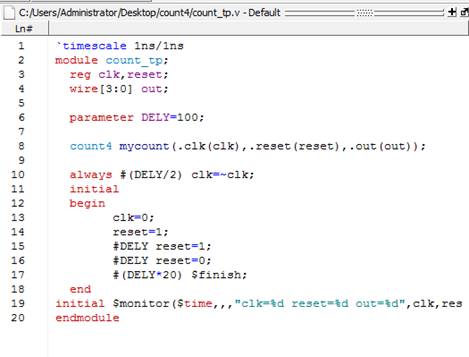 C:/Users/Administrator/Desktop/count4/count_tp.v - Default
Ln#
1 `timescale 1ns/1ns
2 module count_tp;
3 reg clk,reset;
4 wire[3:0] out;
5
6 parameter DELY=100;
7
8 count4 mycount(.clk(clk),.reset(reset),.out(out));
9
10 always #(DELY/2) clk=~clk;
11 initial
12 begin
13 clk=0;
14 reset=1;
15 #DELY reset=1;
16 #DELY reset=0;
17 #(DELY*20) $finish;
18 end
19 initial $monitor($time,,,"clk=%d reset=%d out=%d",clk,res
20 endmodule